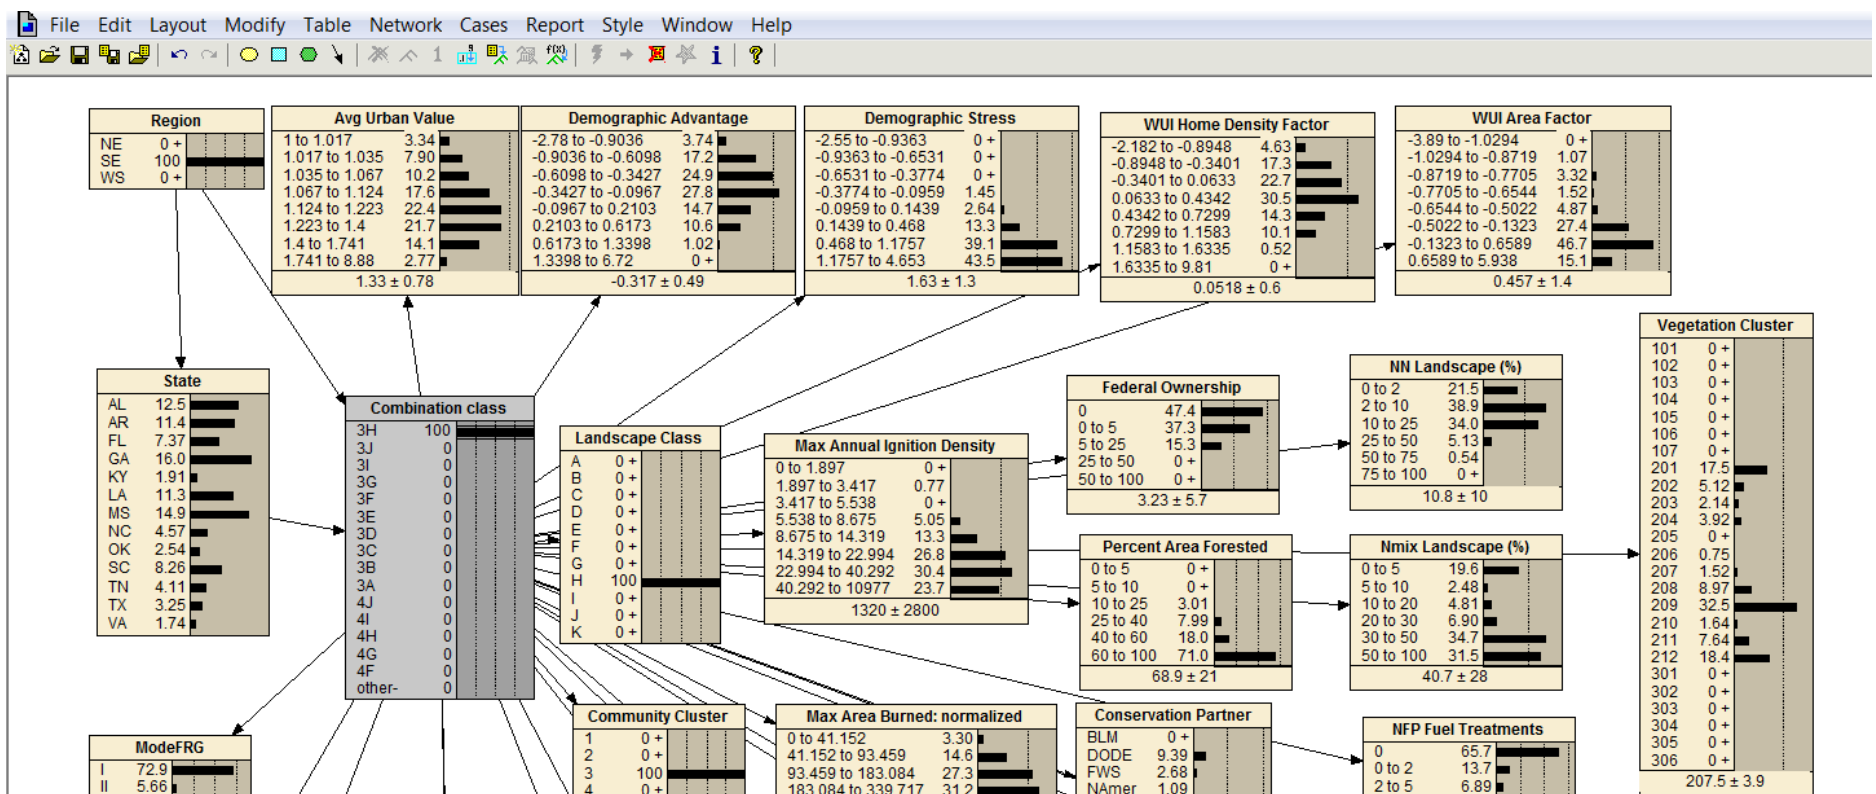 File Edit Layout Modify Table Network Cases Report Style Window Help
Region
NE 0 +
SE 100
WS 0 +
Avg Urban Value
1 to 1.017 3.34
1.017 to 1.035 7.90
1.035 to 1.067 10.2
1.067 to 1.124 17.6
1.124 to 1.223 22.4
1.223 to 1.4 21.7
1.4 to 1.741 14.1
1.741 to 8.88 2.77
1.33 ± 0.78
Demographic Advantage
-2.78 to -0.9036 3.74
-0.9036 to -0.6098 17.2
-0.6098 to -0.3427 24.9
-0.3427 to -0.0967 27.8
-0.0967 to 0.2103 14.7
0.2103 to 0.6173 10.6
0.6173 to 1.3398 1.02
1.3398 to 6.72 0 +
-0.317 ± 0.49
Demographic Stress
-2.55 to -0.9363 0 +
-0.9363 to -0.6531 0 +
-0.6531 to -0.3774 0 +
-0.3774 to -0.0959 1.45
-0.0959 to 0.1439 2.64
0.1439 to 0.468 13.3
0.468 to 1.1757 39.1
1.1757 to 4.653 43.5
1.63 ± 1.3
WUI Home Density Factor
-2.182 to -0.8948 4.63
-0.8948 to -0.3401 17.3
-0.3401 to 0.0633 22.7
0.0633 to 0.4342 30.5
0.4342 to 0.7299 14.3
0.7299 to 1.1583 10.1
1.1583 to 1.6335 0.52
1.6335 to 9.81 0 +
0.0518 ± 0.6
WUI Area Factor
-3.89 to -1.0294 0 +
-1.0294 to -0.8719 1.07
-0.8719 to -0.7705 3.32
-0.7705 to -0.6544 1.52
-0.6544 to -0.5022 4.87
-0.5022 to -0.1323 27.4
-0.1323 to 0.6589 46.7
0.6589 to 5.938 15.1
0.457 ± 1.4
State
AL 12.5
AR 11.4
FL 7.37
GA 16.0
KY 1.91
LA 11.3
MS 14.9
NC 4.57
OK 2.54
SC 8.26
TN 4.11
TX 3.25
VA 1.74
Combination class
3H 100
3J 0
3I 0
3G 0
3F 0
3E 0
3D 0
3C 0
3B 0
3A 0
4J 0
4I 0
4H 0
4G 0
4F 0
other- 0
Landscape Class
A 0 +
B 0 +
C 0 +
D 0 +
E 0 +
F 0 +
G 0 +
H 100
I 0 +
J 0 +
K 0 +
Max Annual Ignition Density
0 to 1.897 0 +
1.897 to 3.417 0.77
3.417 to 5.538 0 +
5.538 to 8.675 5.05
8.675 to 14.319 13.3
14.319 to 22.994 26.8
22.994 to 40.292 30.4
40.292 to 10977 23.7
1320 ± 2800
Federal Ownership
0 47.4
0 to 5 37.3
5 to 25 15.3
25 to 50 0 +
50 to 100 0 +
3.23 ± 5.7
NN Landscape (%)
0 to 2 21.5
2 to 10 38.9
10 to 25 34.0
25 to 50 5.13
50 to 75 0.54
75 to 100 0 +
10.8 ± 10
Percent Area Forested
0 to 5 0 +
5 to 10 0 +
10 to 25 3.01
25 to 40 7.99
40 to 60 18.0
60 to 100 71.0
68.9 ± 21
Nmix Landscape (%)
0 to 5 19.6
5 to 10 2.48
10 to 20 4.81
20 to 30 6.90
30 to 50 34.7
50 to 100 31.5
40.7 ± 28
Vegetation Cluster
101 0 +
102 0 +
103 0 +
104 0 +
105 0 +
106 0 +
107 0 +
201 17.5
202 5.12
203 2.14
204 3.92
205 0 +
206 0.75
207 1.52
208 8.97
209 32.5
210 1.64
211 7.64
212 18.4
301 0 +
302 0 +
303 0 +
304 0 +
305 0 +
306 0 +
207.5 ± 3.9
ModeFRG
I 72.9
II 5.66
Community Cluster
1 0 +
2 0 +
3 100
4 0 +
Max Area Burned: normalized
0 to 41.152 3.30
41.152 to 93.459 14.6
93.459 to 183.084 27.3
183.084 to 339.717 31.2
Conservation Partner
BLM 0 +
DODE 9.39
FWS 2.68
NAmer 1.09
NFP Fuel Treatments
0 65.7
0 to 2 13.7
2 to 5 6.89